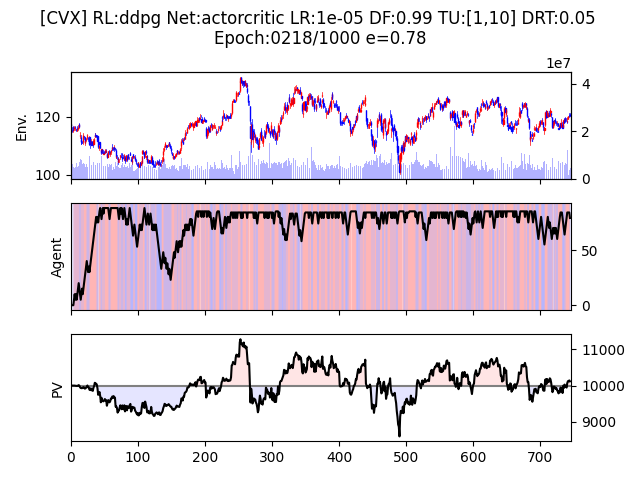 [CVX] RL:ddpg Net:actorcritic LR:1e-05 DF:0.99 TU:[1,10] DRT:0.05
Epoch:0218/1000 e=0.78
1e7
Env.
120
100
4
2
0
Agent
50
0
PV
11000
10000
9000
0 100 200 300 400 500 600 700